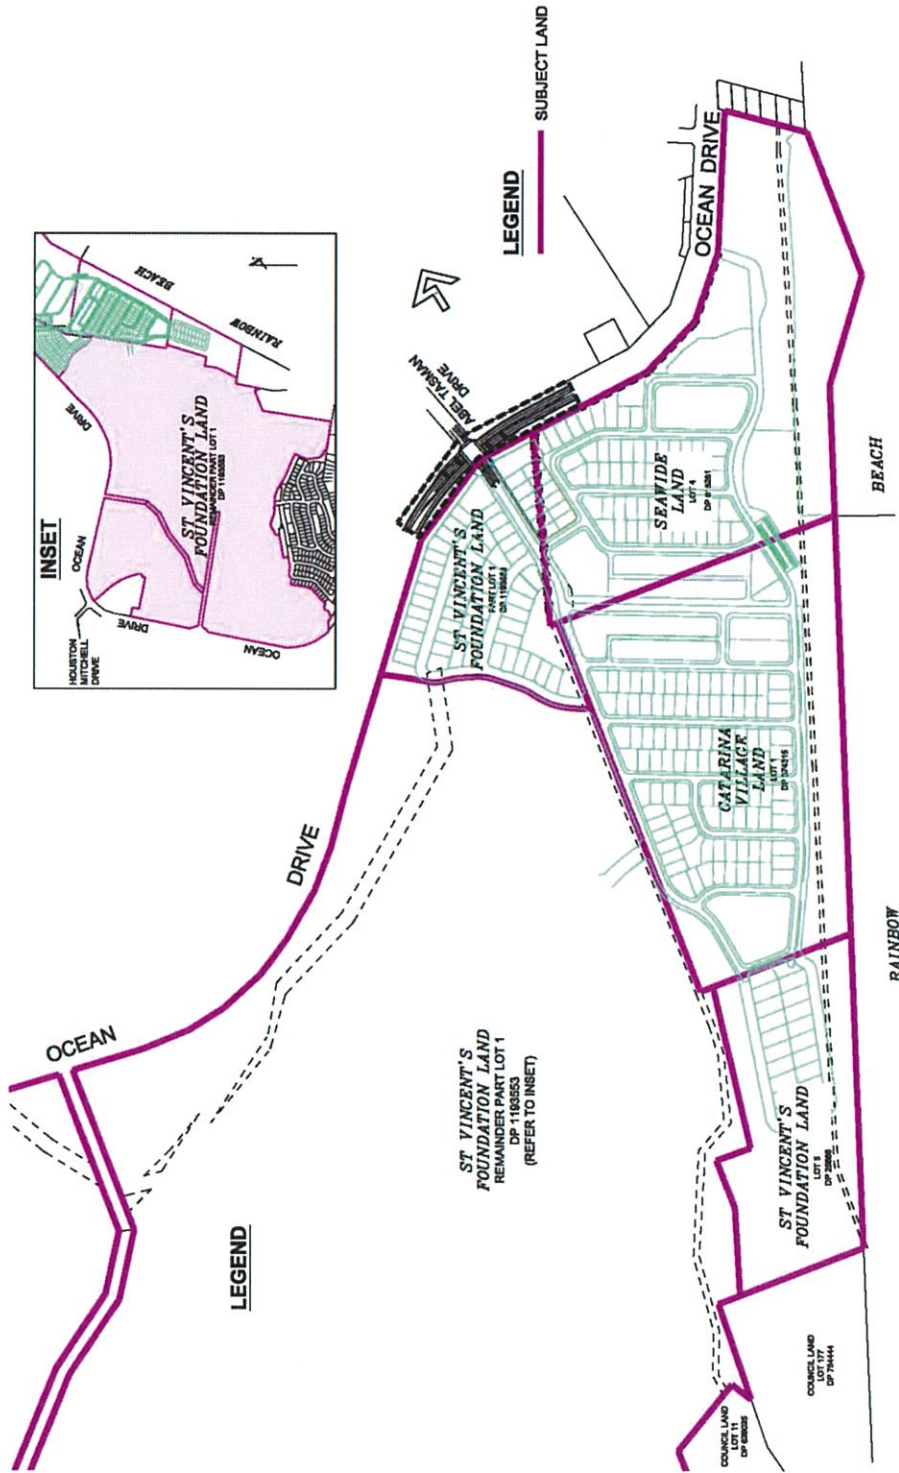 INSET
HOUSTON
MITCHELL
DRIVE
OCEAN
DRIVE
DRIVE
OCEAN
ST VINCENT'S
FOUNDATION LAND
REMAINDER PART LOT 1
RAINBOW
BEACH
LEGEND
SUBJECT LAND
ABEL TASMAN
DRIVE
OCEAN DRIVE
OCEAN
DRIVE
ST VINCENT'S
FOUNDATION LAND
PART LOT 1
SEAWIDE
LAND
LOT 4
CATARINA
VILLAGE
LAND
LOT 1
ST VINCENT'S
FOUNDATION LAND
REMAINDER PART LOT 1
DP 1193553
(REFER TO INSET)
ST VINCENT'S
FOUNDATION LAND
LOT 5
LEGEND
COUNCIL LAND
LOT 177
DP 754444
COUNCIL LAND
LOT 11
RAINBOW
BEACH